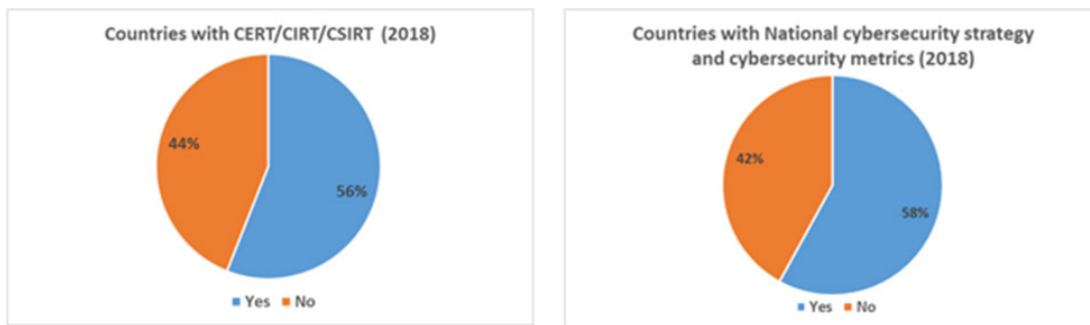 Countries with CERT/CIRT/CSIRT (2018)
44%
56%
Yes No
Countries with National cybersecurity strategy
and cybersecurity metrics (2018)
42%
58%
Yes No